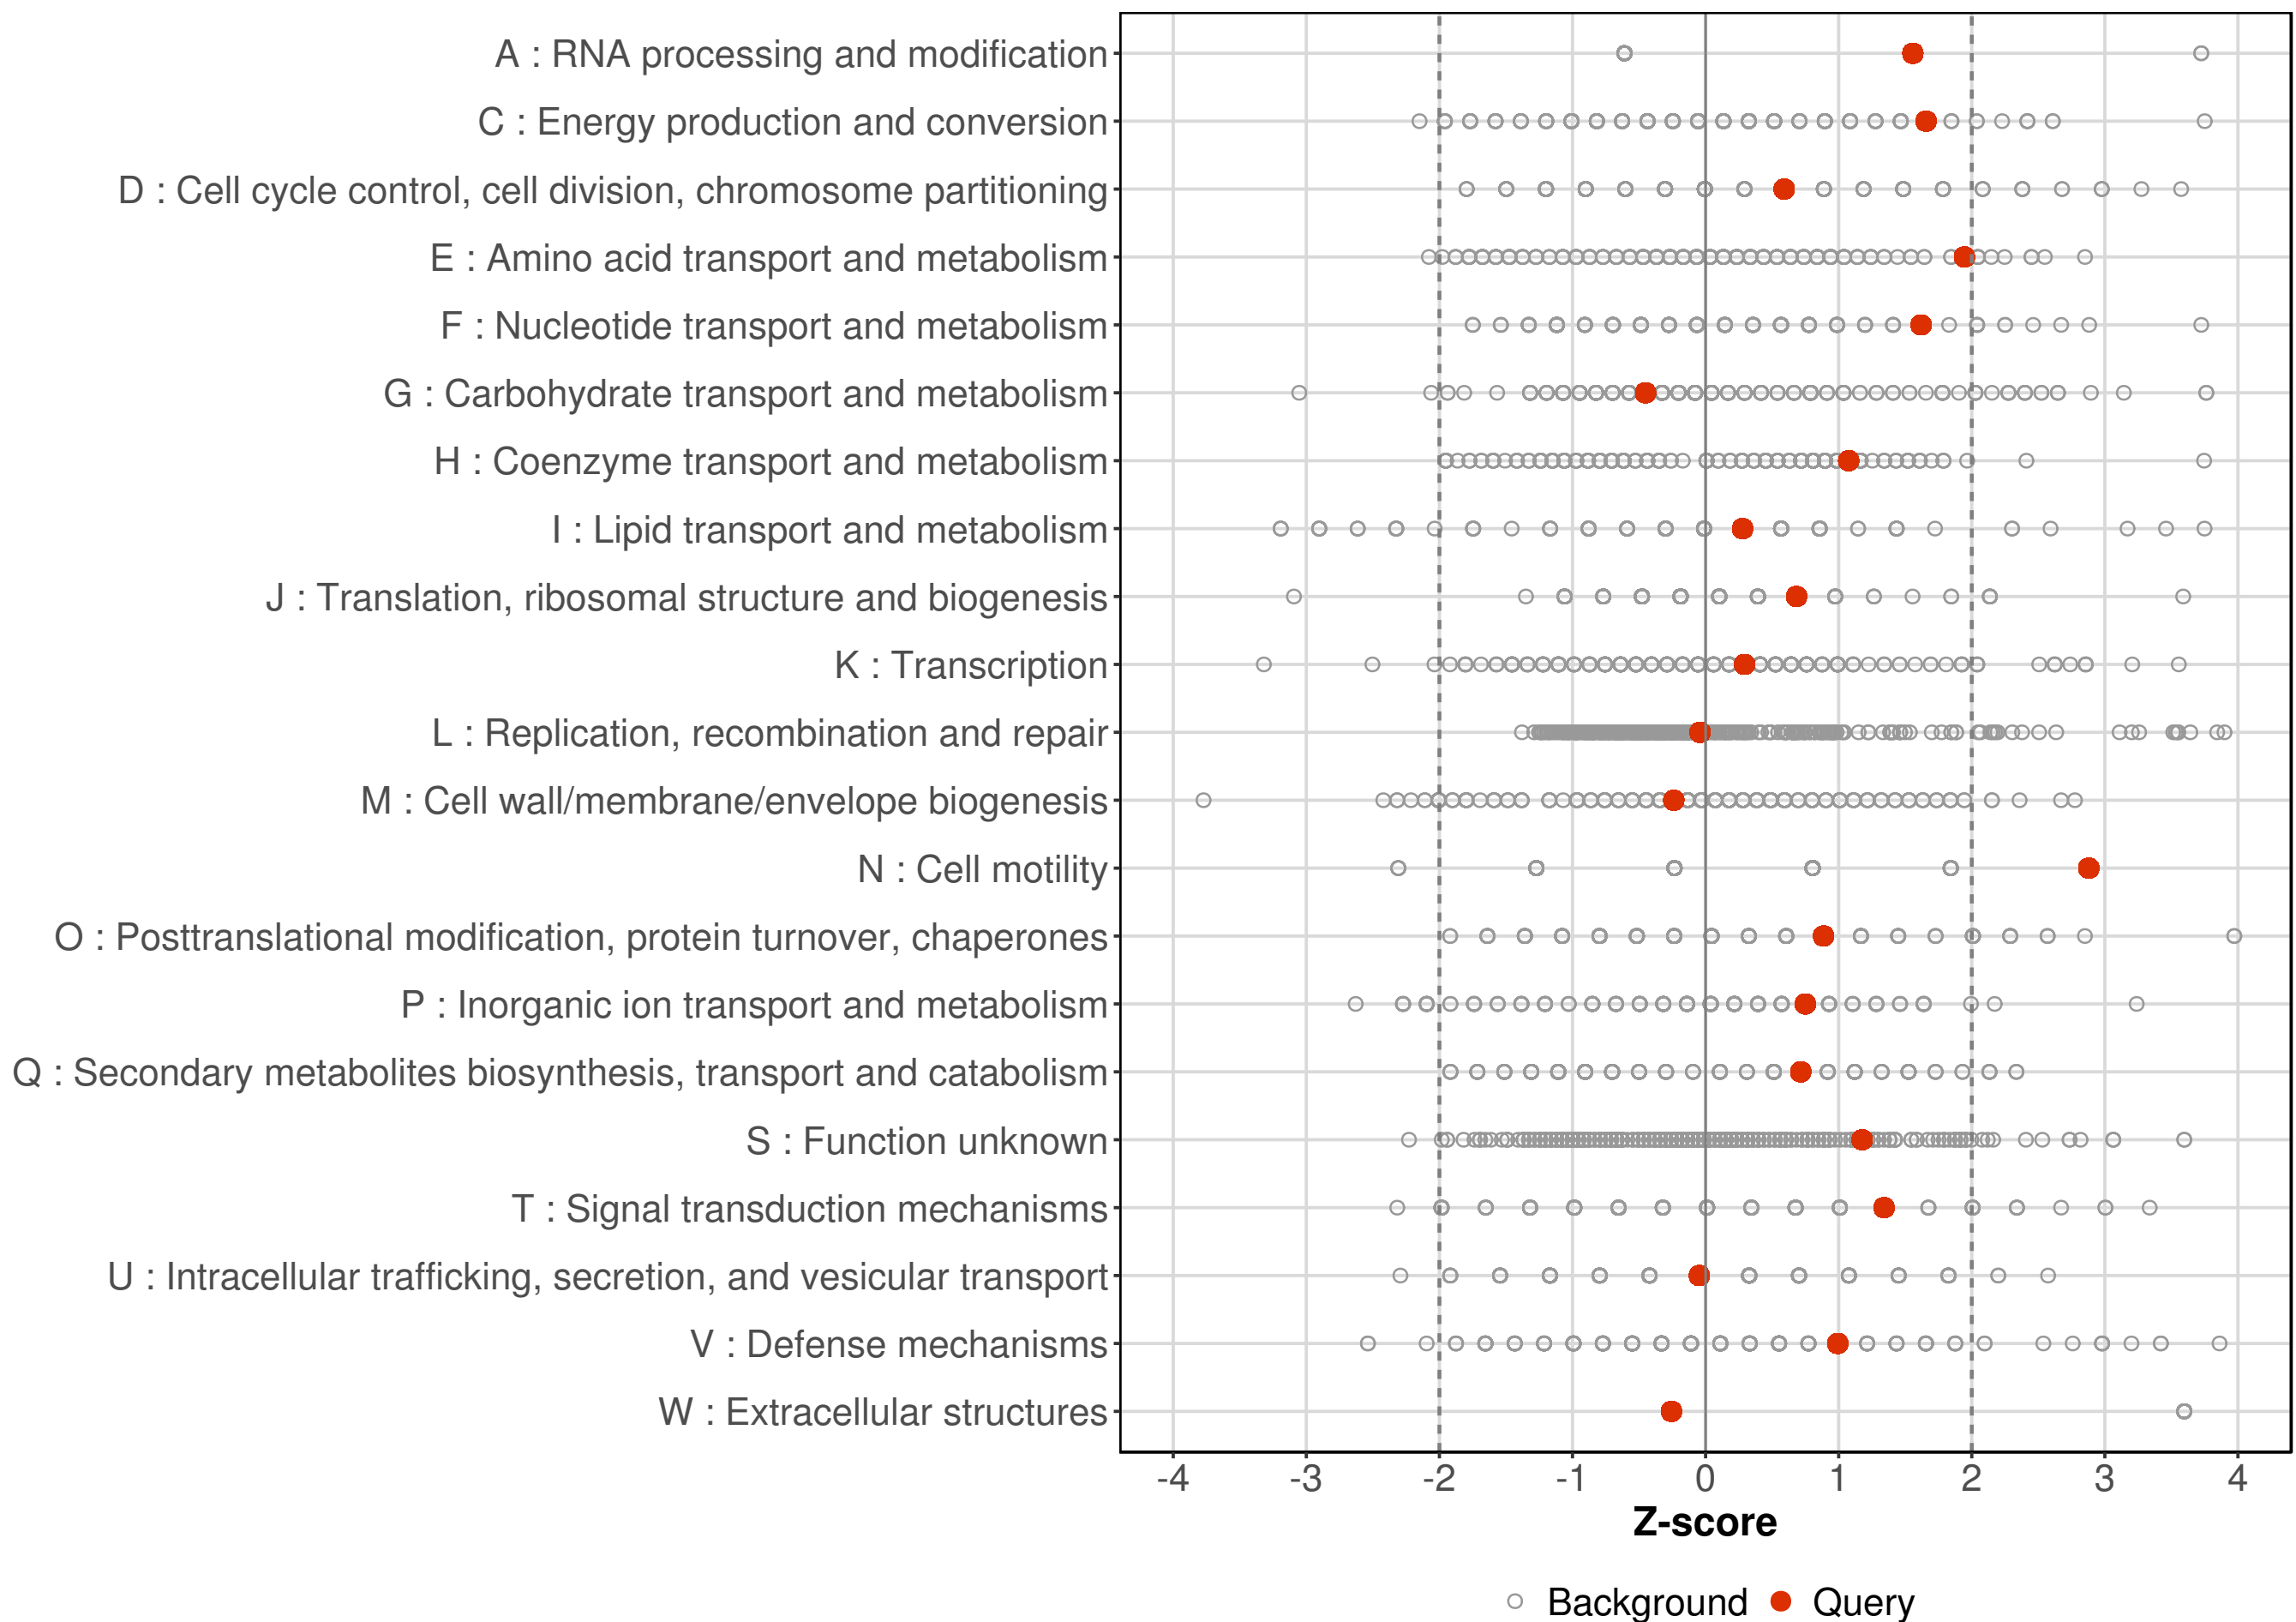 A : RNA processing and modification
C : Energy production and conversion
D : Cell cycle control, cell division, chromosome partitioning
E : Amino acid transport and metabolism
F : Nucleotide transport and metabolism
G : Carbohydrate transport and metabolism
H : Coenzyme transport and metabolism
I : Lipid transport and metabolism
J : Translation, ribosomal structure and biogenesis
K : Transcription
L : Replication, recombination and repair
M : Cell wall/membrane/envelope biogenesis
N : Cell motility
O : Posttranslational modification, protein turnover, chaperones
P : Inorganic ion transport and metabolism
Q : Secondary metabolites biosynthesis, transport and catabolism
S : Function unknown
T : Signal transduction mechanisms
U : Intracellular trafficking, secretion, and vesicular transport
V : Defense mechanisms
W : Extracellular structures
-4 -3 -2 -1 0 1 2 3 4
Z-score
Background Query